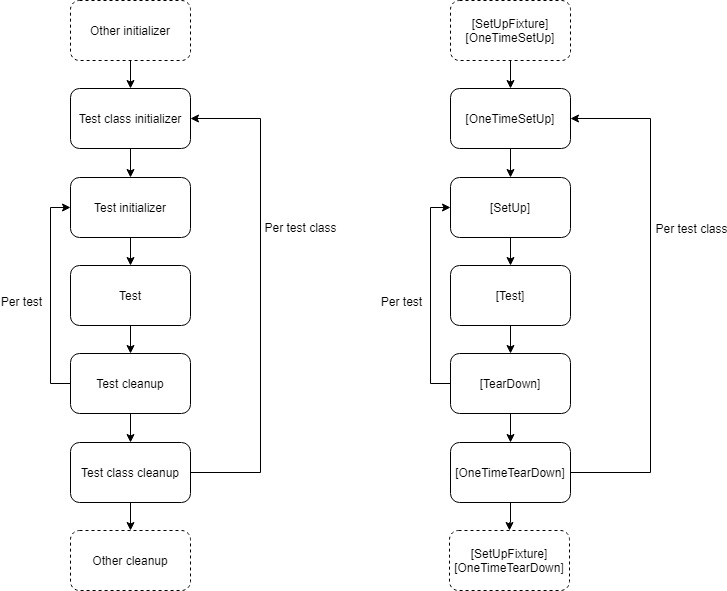 Other initializer
Test class initializer
Test initializer
Per test class
Test
Per test
Test cleanup
Test class cleanup
Other cleanup
[SetUpFixture]
[OneTimeSetUp]
[OneTimeSetUp]
[SetUp]
Per test class
[Test]
Per test
[TearDown]
[OneTimeTearDown]
[SetUpFixture]
[OneTimeTearDown]